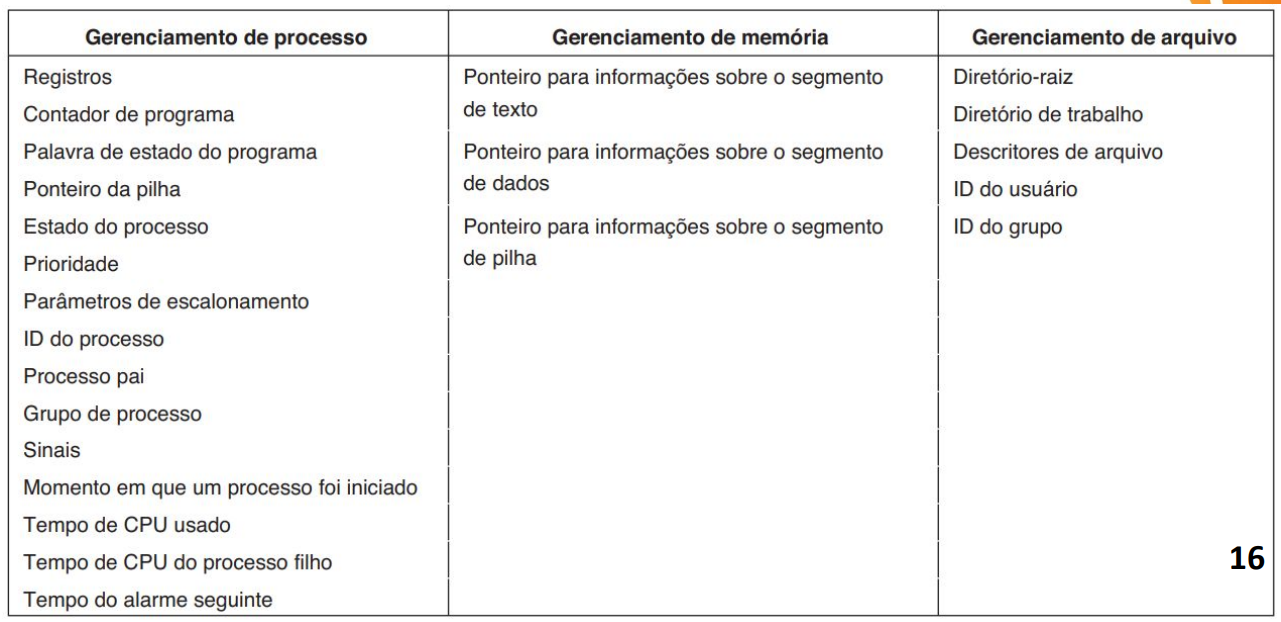 Gerenciamento de processo
Registros
Contador de programa
Palavra de estado do programa
Ponteiro da pilha
Estado do processo
Prioridade
Parâmetros de escalonamento
ID do processo
Processo pai
Grupo de processo
Sinais
Momento em que um processo foi iniciado
Tempo de CPU usado
Tempo de CPU do processo filho
Tempo do alarme seguinte
Gerenciamento de memória
Ponteiro para informações sobre o segmento
de texto
Ponteiro para informações sobre o segmento
de dados
Ponteiro para informações sobre o segmento
de pilha
Gerenciamento de arquivo
Diretório-raiz
Diretório de trabalho
Descritores de arquivo
ID do usuário
ID do grupo
16